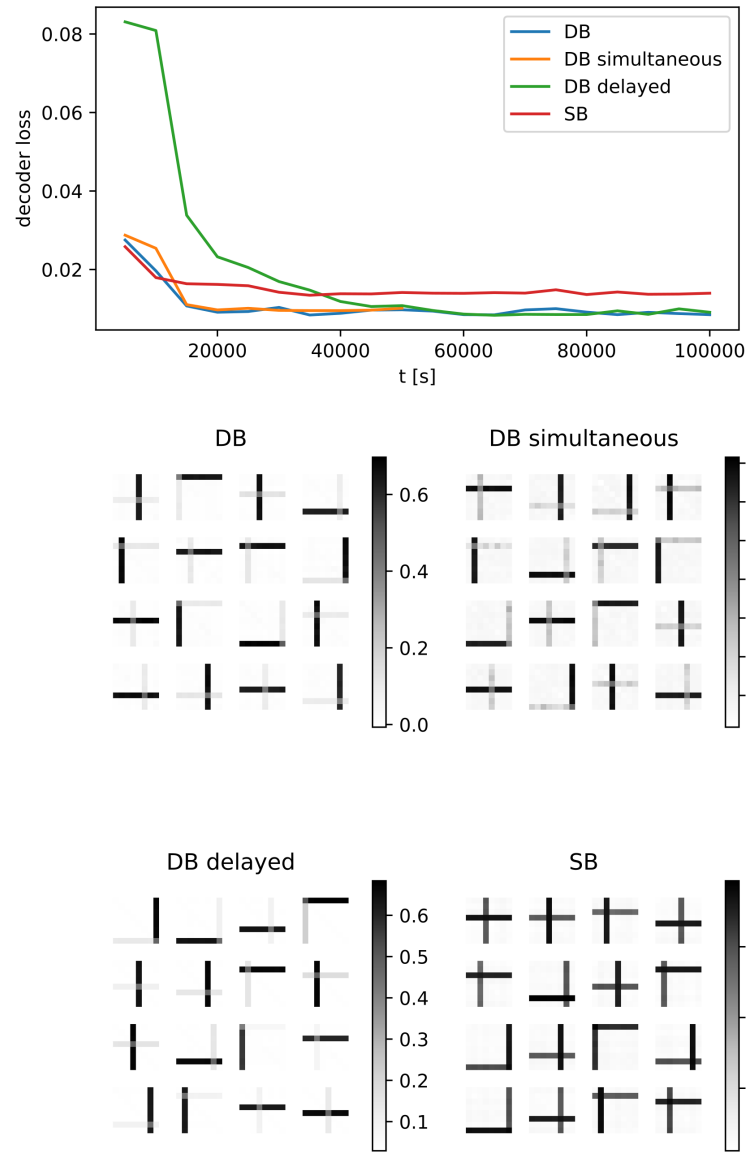 0.08
0.06
0.04
0.02
decoder loss
DB
DB simultaneous
DB delayed
SB
20000 40000 60000 80000 100000
t [s]
DB DB simultaneous
0.6
0.4
0.2
0.0
DB delayed SB
0.6
0.5
0.4
0.3
0.2
0.1